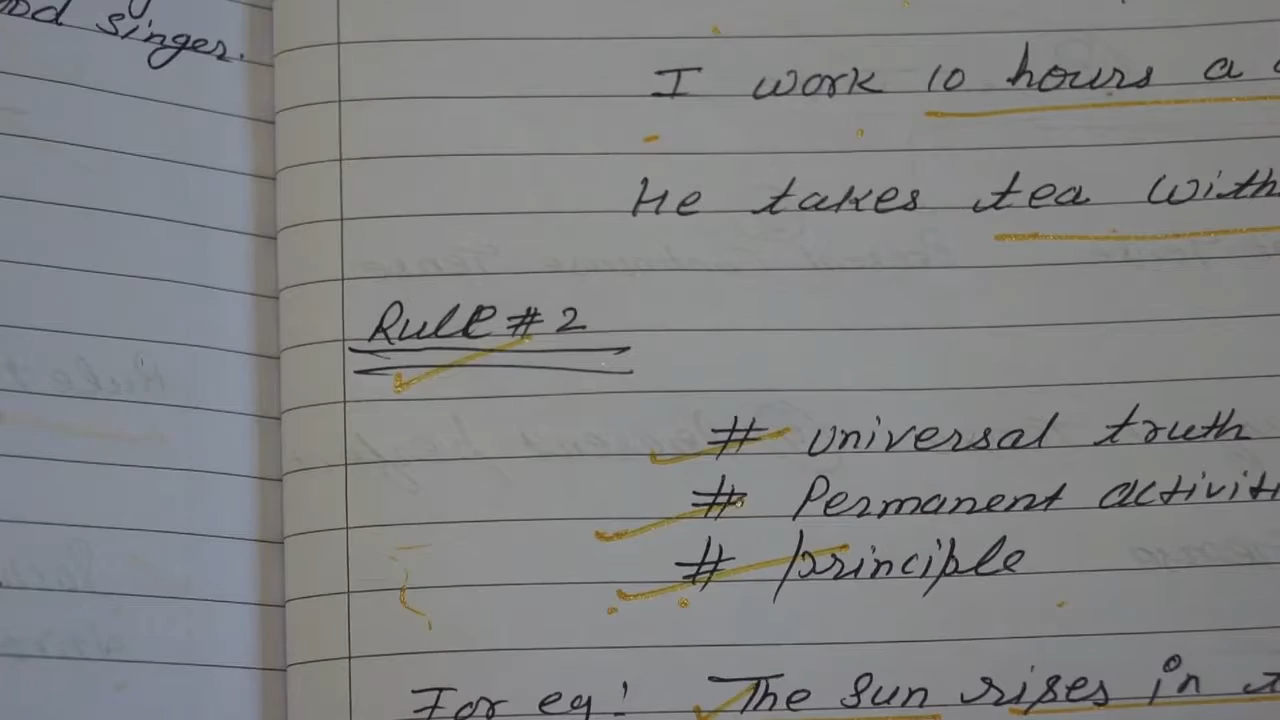 singer.
I work 10 hours a
He takes tea with
Rule # 2
# universal truth
# Permanent
# principle
For eg! The sun rises in